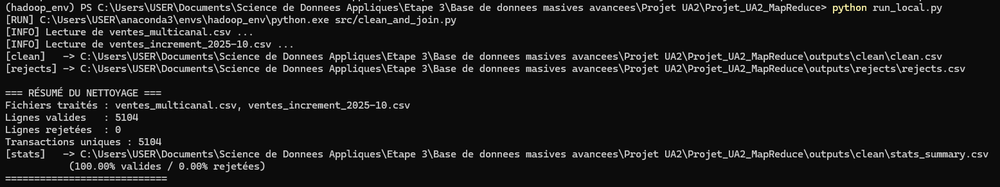 (hadoop_env) PS C:\Users\USER\Documents\Science de Donnees Appliques\Etape 3\Base de donnees masives avancees\Projet UA2\Projet_UA2_MapReduce> python run_local.py
[RUN] C:\Users\USER\anaconda3\envs\hadoop_env\python.exe src/clean_and_join.py
[INFO] Lecture de ventes_multicanal.csv ...
[INFO] Lecture de ventes_increment_2025-10.csv ...
[clean]   -> C:\Users\USER\Documents\Science de Donnees Appliques\Etape 3\Base de donnees masives avancees\Projet UA2\Projet_UA2_MapReduce\outputs\clean\clean.csv
[rejects] -> C:\Users\USER\Documents\Science de Donnees Appliques\Etape 3\Base de donnees masives avancees\Projet UA2\Projet_UA2_MapReduce\outputs\rejects\rejects.csv
=== RÉSUMÉ DU NETTOYAGE ===
Fichiers traités : ventes_multicanal.csv, ventes_increment_2025-10.csv
Lignes valides   : 5104
Lignes rejetées  : 0
Transactions uniques : 5104
[stats]   -> C:\Users\USER\Documents\Science de Donnees Appliques\Etape 3\Base de donnees masives avancees\Projet UA2\Projet_UA2_MapReduce\outputs\clean\stats_summary.csv
(100.00% valides / 0.00% rejetées)
============================